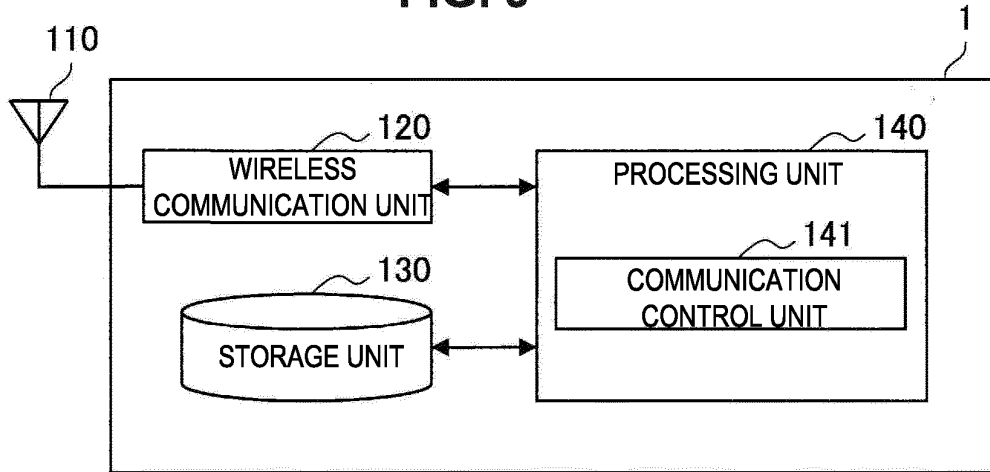 1
110
120
140
WIRELESS
COMMUNICATION UNIT
PROCESSING UNIT
141
130
COMMUNICATION
CONTROL UNIT
STORAGE UNIT